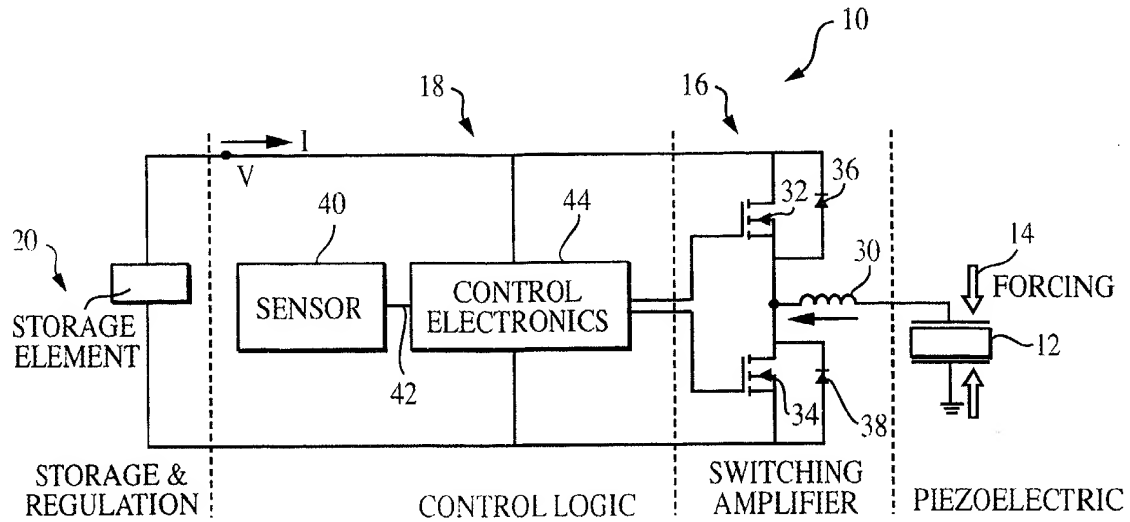 10
18
16
I
V
36
32
40
44
20
30
14
FORCING
SENSOR
CONTROL
ELECTRONICS
STORAGE
ELEMENT
42
12
34
38
STORAGE &
REGULATION
CONTROL LOGIC
SWITCHING
AMPLIFIER
PIEZOELECTRIC